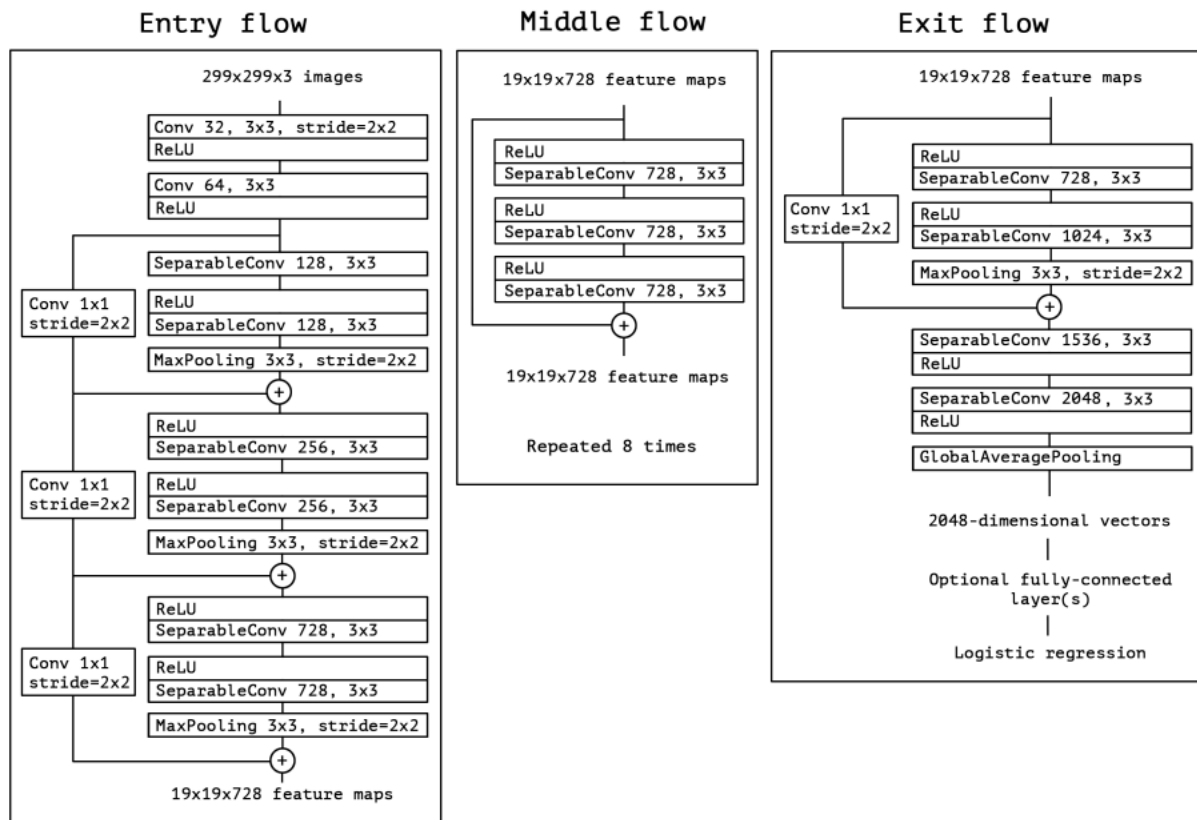 Entry flow
299x299x3 images
Conv 32, 3x3, stride=2x2
ReLU
Conv 64, 3x3
ReLU
SeparableConv 128, 3x3
Conv 1x1
stride=2x2
ReLU
SeparableConv 128, 3x3
MaxPooling 3x3, stride=2x2
+
ReLU
SeparableConv 256, 3x3
Conv 1x1
stride=2x2
ReLU
SeparableConv 256, 3x3
MaxPooling 3x3, stride=2x2
+
ReLU
SeparableConv 728, 3x3
Conv 1x1
stride=2x2
ReLU
SeparableConv 728, 3x3
MaxPooling 3x3, stride=2x2
+
19x19x728 feature maps
Middle flow
19x19x728 feature maps
ReLU
SeparableConv 728, 3x3
ReLU
SeparableConv 728, 3x3
ReLU
SeparableConv 728, 3x3
+
19x19x728 feature maps
Repeated 8 times
Exit flow
19x19x728 feature maps
ReLU
SeparableConv 728, 3x3
Conv 1x1
stride=2x2
ReLU
SeparableConv 1024, 3x3
MaxPooling 3x3, stride=2x2
+
SeparableConv 1536, 3x3
ReLU
SeparableConv 2048, 3x3
ReLU
GlobalAveragePooling
2048-dimensional vectors
Optional fully-connected
layer(s)
Logistic regression